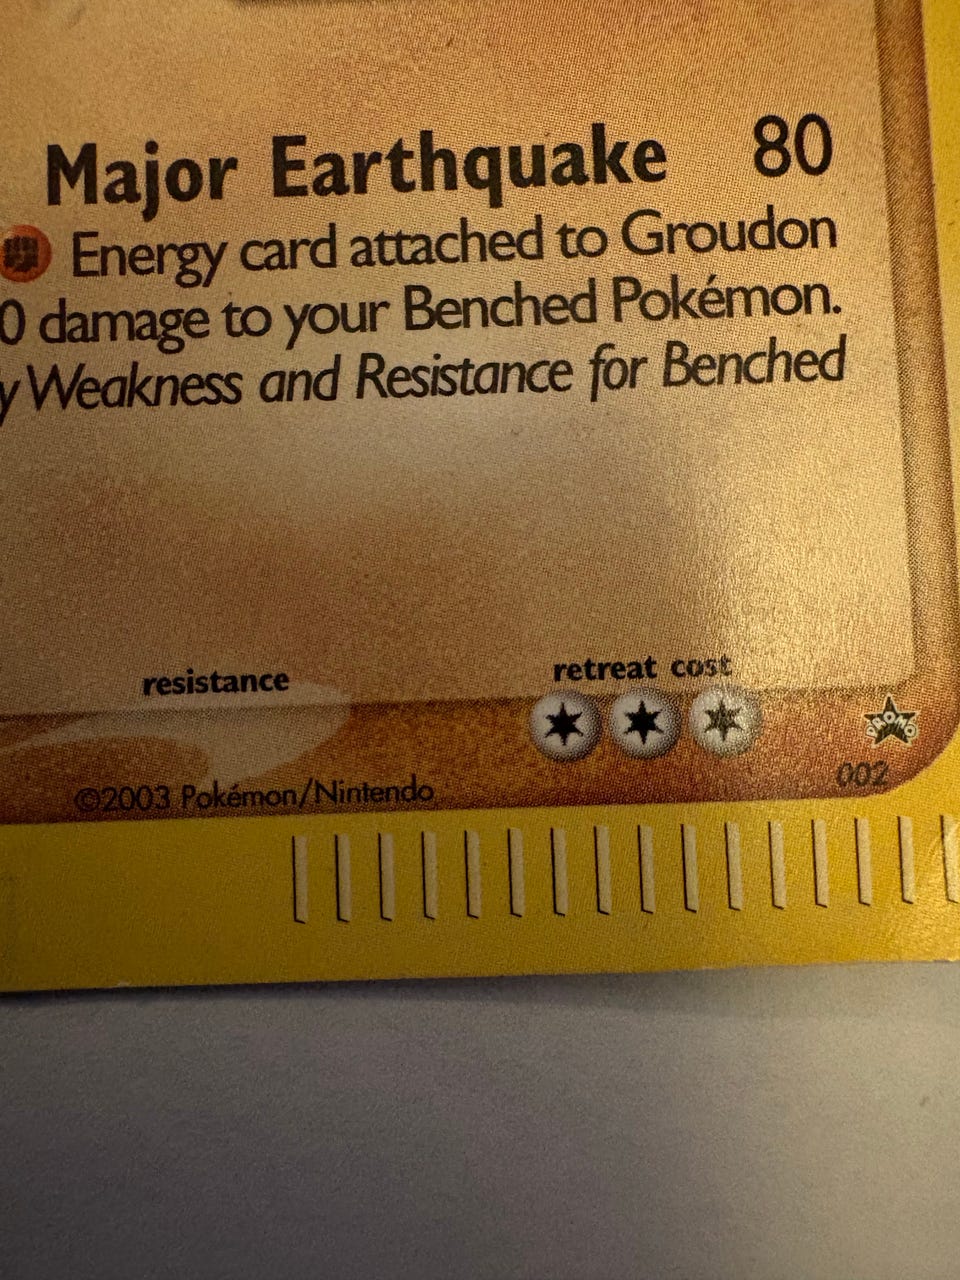 Major Earthquake 80
Energy card attached to Groudon
0 damage to your Benched Pokémon.
y Weakness and Resistance for Benched
resistance
retreat cost
PROMO
002
©2003 Pokémon/Nintendo